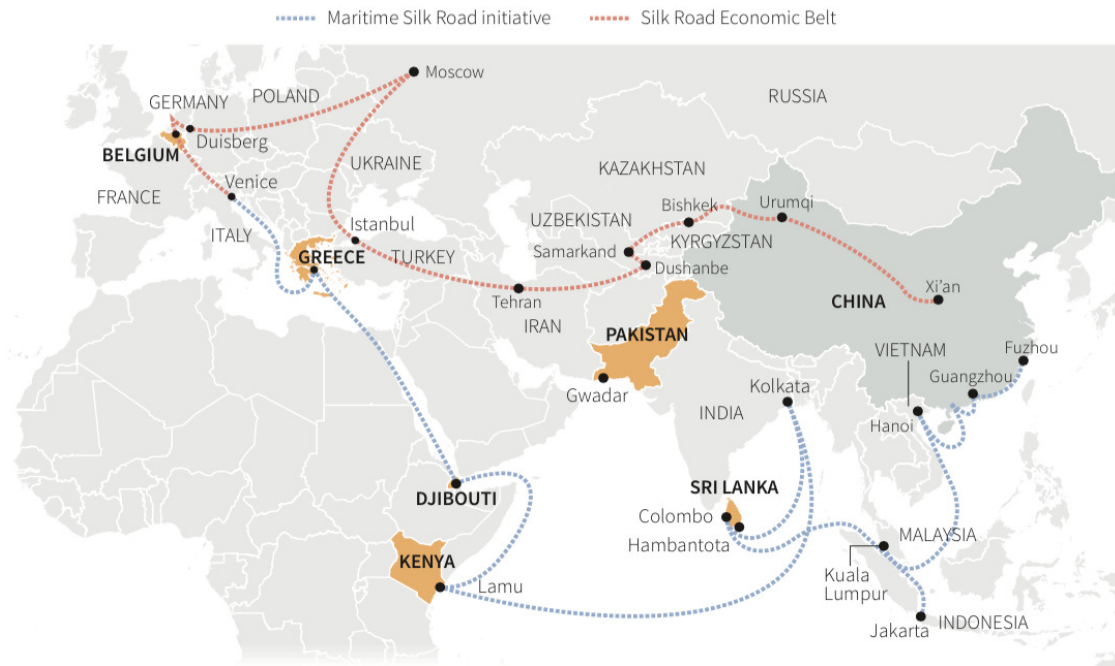 Maritime Silk Road initiative
Silk Road Economic Belt
Moscow
RUSSIA
GERMANY
POLAND
Duisberg
BELGIUM
UKRAINE
KAZAKHSTAN
FRANCE
Venice
Bishkek
Urumqi
ITALY
Istanbul
UZBEKISTAN
KYRGYZSTAN
GREECE
TURKEY
Samarkand
Dushanbe
Tehran
Xi'an
CHINA
IRAN
PAKISTAN
VIETNAM
Fuzhou
Guangzhou
Gwadar
Kolkata
INDIA
Hanoi
DJIBOUTI
SRI LANKA
Colombo
Hambantota
MALAYSIA
KENYA
Lamu
Kuala
Lumpur
Jakarta
INDONESIA